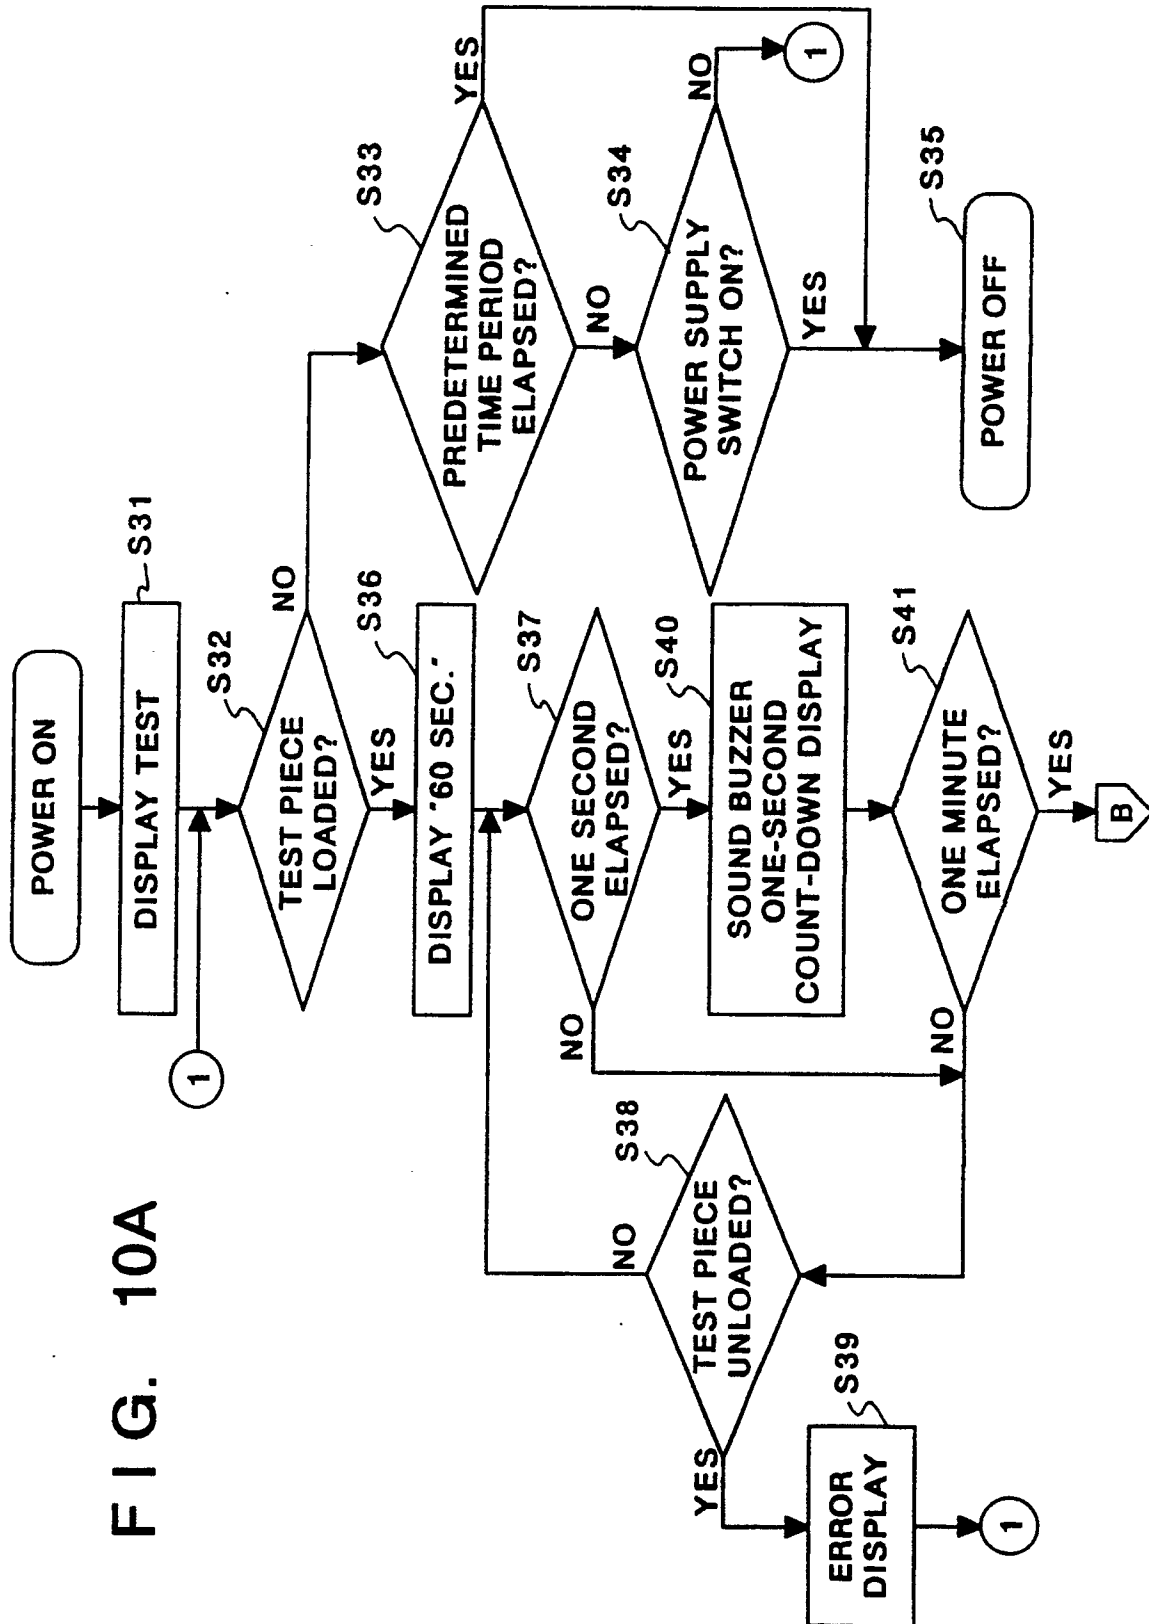 FIG. 10A
POWER ON
DISPLAY TEST
S31
1
TEST PIECE
LOADED?
S32
NO
YES
PREDETERMINED
TIME PERIOD
ELAPSED?
S33
YES
NO
POWER SUPPLY
SWITCH ON?
S34
NO
1
YES
POWER OFF
S35
DISPLAY "60 SEC."
S36
ONE SECOND
ELAPSED?
S37
NO
YES
SOUND BUZZER
ONE-SECOND
COUNT-DOWN DISPLAY
S40
ONE MINUTE
ELAPSED?
S41
NO
YES
B
TEST PIECE
UNLOADED?
S38
NO
YES
ERROR
DISPLAY
S39
1